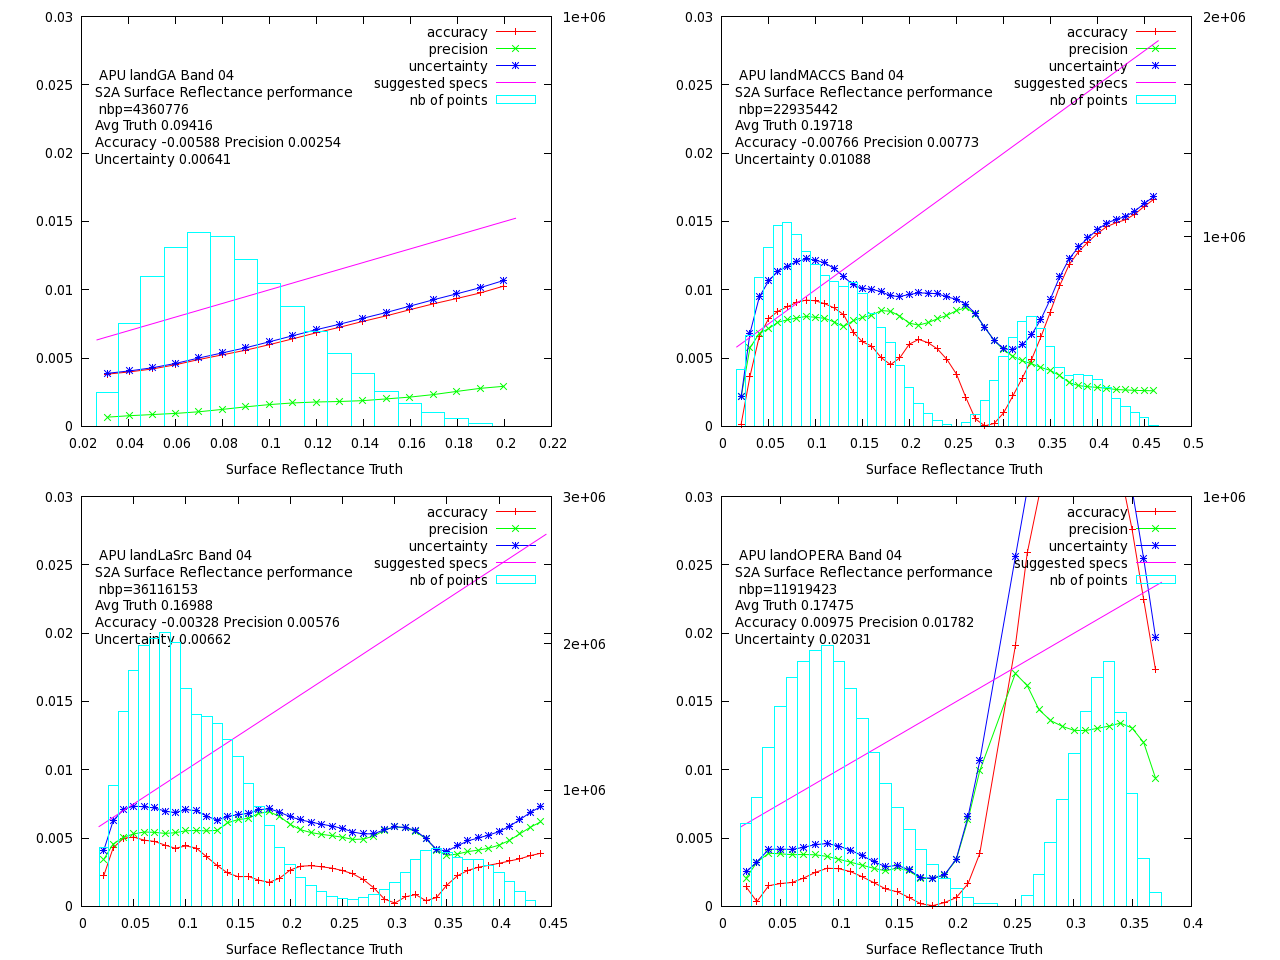 0.03
0.025
0.02
0.015
0.01
0.005
0
1e+06
accuracy
precision
uncertainty
suggested specs
nb of points
APU landGA Band 04
S2A Surface Reflectance performance
nbp=4360776
Avg Truth 0.09416
Accuracy -0.00588 Precision 0.00254
Uncertainty 0.00641
0.02 0.04 0.06 0.08 0.1 0.12 0.14 0.16 0.18 0.2 0.22
Surface Reflectance Truth
0.03
0.025
0.02
0.015
0.01
0.005
0
2e+06
1e+06
accuracy
precision
uncertainty
suggested specs
nb of points
APU landMACCS Band 04
S2A Surface Reflectance performance
nbp=22935442
Avg Truth 0.19718
Accuracy -0.00766 Precision 0.00773
Uncertainty 0.01088
0 0.05 0.1 0.15 0.2 0.25 0.3 0.35 0.4 0.45 0.5
Surface Reflectance Truth
0.03
0.025
0.02
0.015
0.01
0.005
0
3e+06
2e+06
1e+06
accuracy
precision
uncertainty
suggested specs
nb of points
APU landLaSrc Band 04
S2A Surface Reflectance performance
nbp=36116153
Avg Truth 0.16988
Accuracy -0.00328 Precision 0.00576
Uncertainty 0.00662
0 0.05 0.1 0.15 0.2 0.25 0.3 0.35 0.4 0.45
Surface Reflectance Truth
0.03
0.025
0.02
0.015
0.01
0.005
0
1e+06
accuracy
precision
uncertainty
suggested specs
nb of points
APU landOPERA Band 04
S2A Surface Reflectance performance
nbp=11919423
Avg Truth 0.17475
Accuracy 0.00975 Precision 0.01782
Uncertainty 0.02031
0 0.05 0.1 0.15 0.2 0.25 0.3 0.35 0.4
Surface Reflectance Truth